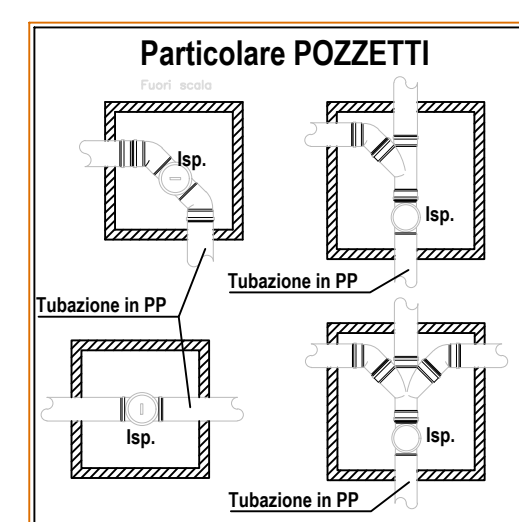 Particolare POZZETTI
Fuori scala
Isp.
Isp.
Tubazione in PP
Tubazione in PP
Isp.
Isp.
Tubazione in PP